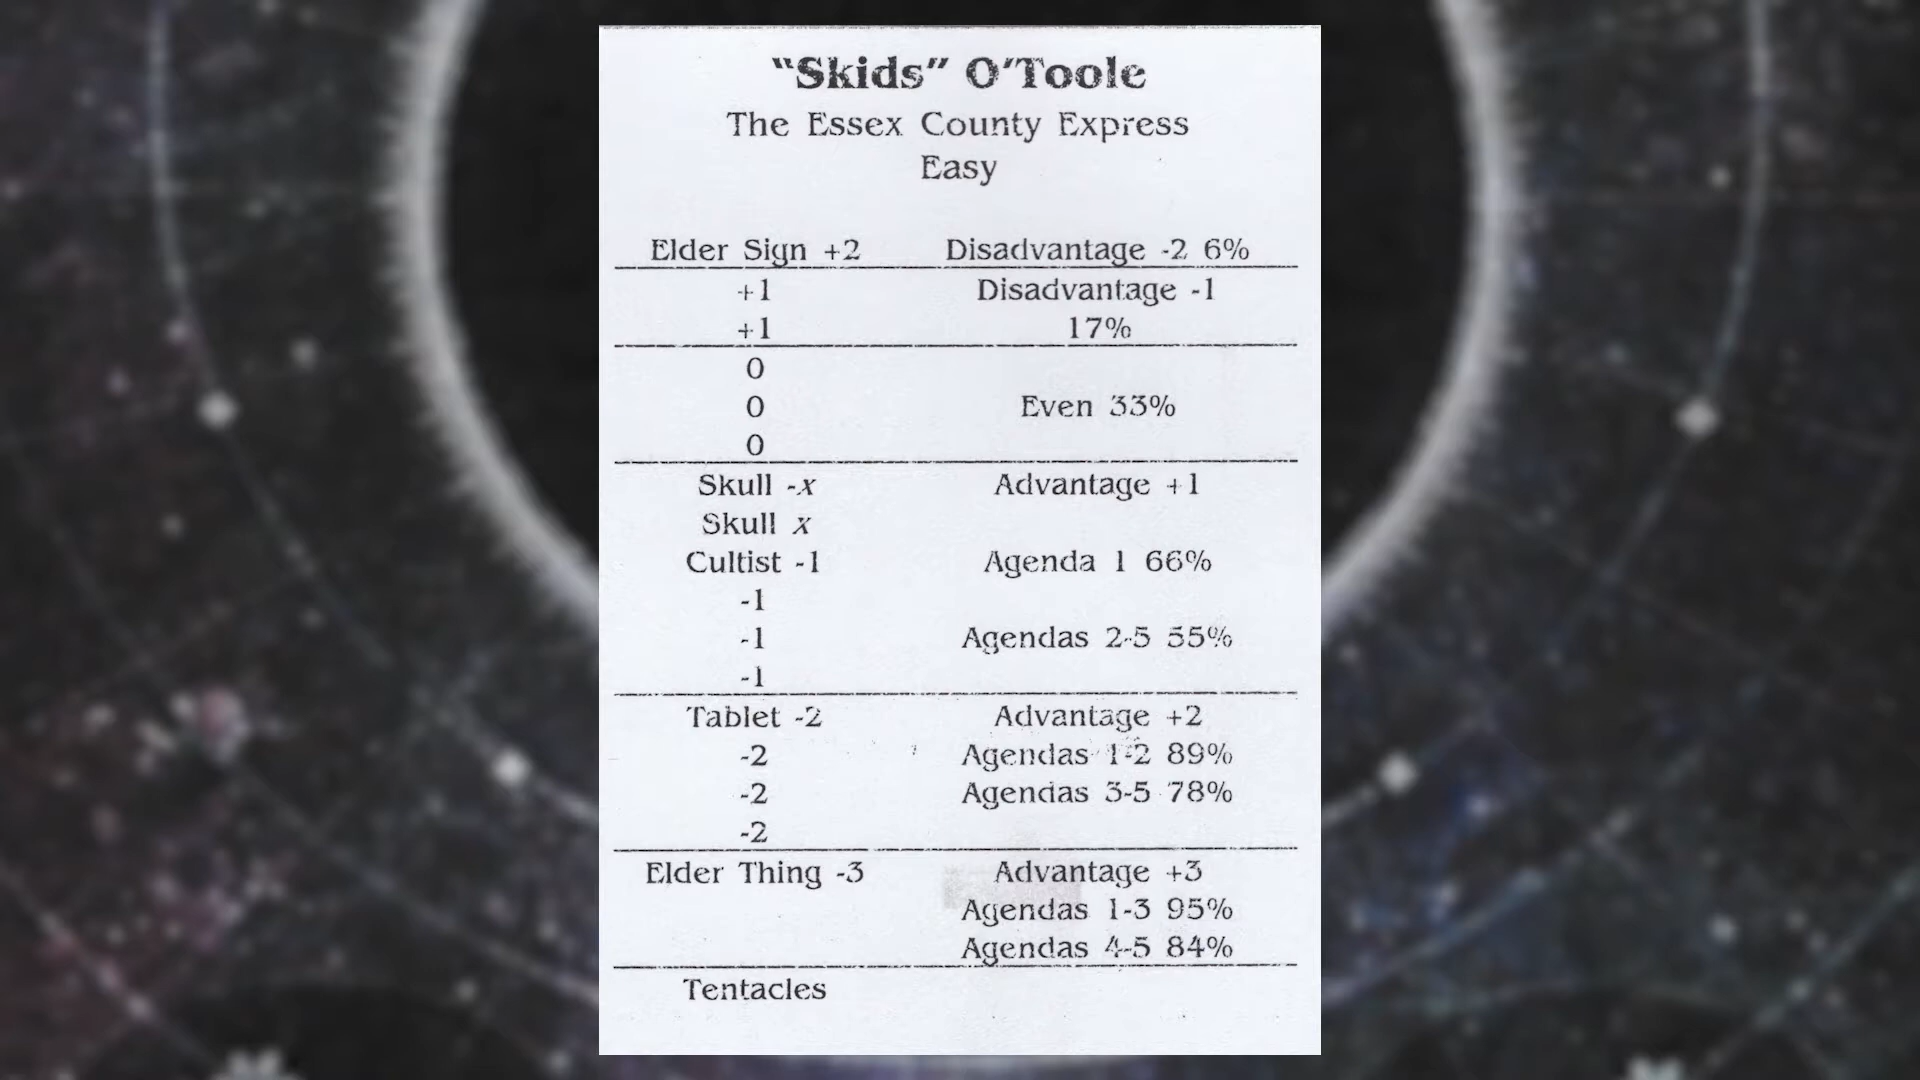 “Skids” O’Toole
The Essex County Express
Easy
Elder Sign +2 Disadvantage -2 6%
+1 Disadvantage -1
+1 17%
0
0 Even 33%
0
Skull -x Advantage +1
Skull x
Cultist -1 Agenda 1 66%
-1
-1 Agendas 2-5 55%
-1
Tablet -2 Advantage +2
-2 Agendas 1-2 89%
-2 Agendas 3-5 78%
-2
Elder Thing -3 Advantage +3
Agendas 1-3 95%
Agendas 4-5 84%
Tentacles